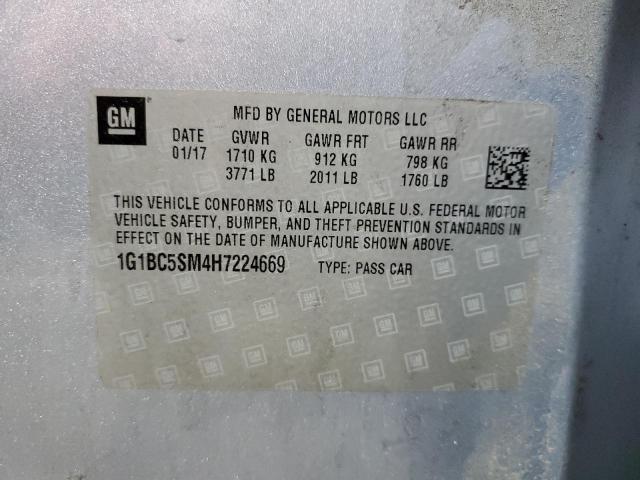 GM
MFD BY GENERAL MOTORS LLC
DATE GVWR GAWR FRT GAWR RR
01/17 1710 KG 912 KG 798 KG
3771 LB 2011 LB 1760 LB
THIS VEHICLE CONFORMS TO ALL APPLICABLE U.S. FEDERAL MOTOR
VEHICLE SAFETY, BUMPER, AND THEFT PREVENTION STANDARDS IN
EFFECT ON THE DATE OF MANUFACTURE SHOWN ABOVE.
1G1BC5SM4H7224669 TYPE: PASS CAR